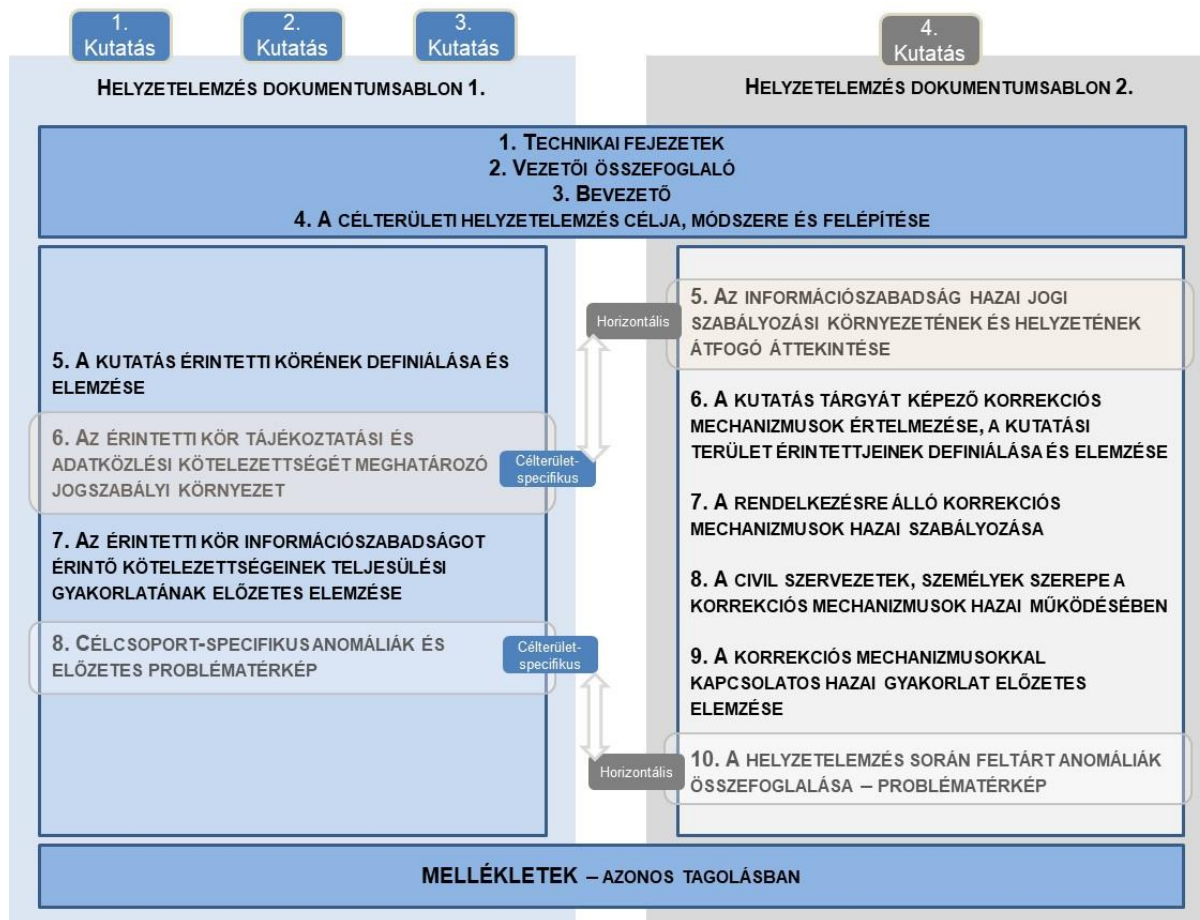 1.
Kutatás
2.
Kutatás
3.
Kutatás
4.
Kutatás
HELYZETELEMZÉS DOKUMENTUMSABLON 1.
HELYZETELEMZÉS DOKUMENTUMSABLON 2.
1. TECHNIKAI FEJEZETEK
2. VEZETŐI ÖSSZEFOGLALÓ
3. BEVEZETŐ
4. A CÉLTERÜLETI HELYZETELEMZÉS CÉLJA, MÓDSZERE ÉS FELÉPÍTÉSE
5. A KUTATÁS ÉRINTETTI KÖRÉNEK DEFINIÁLÁSA ÉS
ELEMZÉSE
6. AZ ÉRINTETTI KÖR TÁJÉKOZTATÁSI ÉS
ADATKÖZLÉSI KÖTELEZETTSÉGÉT MEGHATÁROZÓ
JOGSZABÁLYI KÖRNYEZET
7. AZ ÉRINTETTI KÖR INFORMÁCIÓSZABADSÁGOT
ÉRINTŐ KÖTELEZETTSÉGEINEK TELJESÜLÉSI
GYAKORLATÁNAK ELŐZETES ELEMZÉSE
8. CÉLCSOPORT-SPECIFIKUS ANOMÁLIÁK ÉS
ELŐZETES PROBLÉMATÉRKÉP
Horizontális
Célterület-
specifikus
Célterület-
specifikus
Horizontális
5. AZ INFORMÁCIÓSZABADSÁG HAZAI JOGI
SZABÁLYOZÁSI KÖRNYEZETÉNEK ÉS HELYZETÉNEK
ÁTFOGÓ ÁTTEKINTÉSE
6. A KUTATÁS TÁRGYÁT KÉPEZŐ KORREKCIÓS
MECHANIZMUSOK ÉRTELMEZÉSE, A KUTATÁSI
TERÜLET ÉRINTETTJEINEK DEFINIÁLÁSA ÉS ELEMZÉSE
7. A RENDELKEZÉSRE ÁLLÓ KORREKCIÓS
MECHANIZMUSOK HAZAI SZABÁLYOZÁSA
8. A CIVIL SZERVEZETEK, SZEMÉLYEK SZEREPE A
KORREKCIÓS MECHANIZMUSOK HAZAI MŰKÖDÉSÉBEN
9. A KORREKCIÓS MECHANIZMUSOKKAL
KAPCSOLATOS HAZAI GYAKORLAT ELŐZETES
ELEMZÉSE
10. A HELYZETELEMZÉS SORÁN FELTÁRT ANOMÁLIÁK
ÖSSZEFOGLALÁSA – PROBLÉMATÉRKÉP
MELLÉKLETEK – AZONOS TAGOLÁSBAN